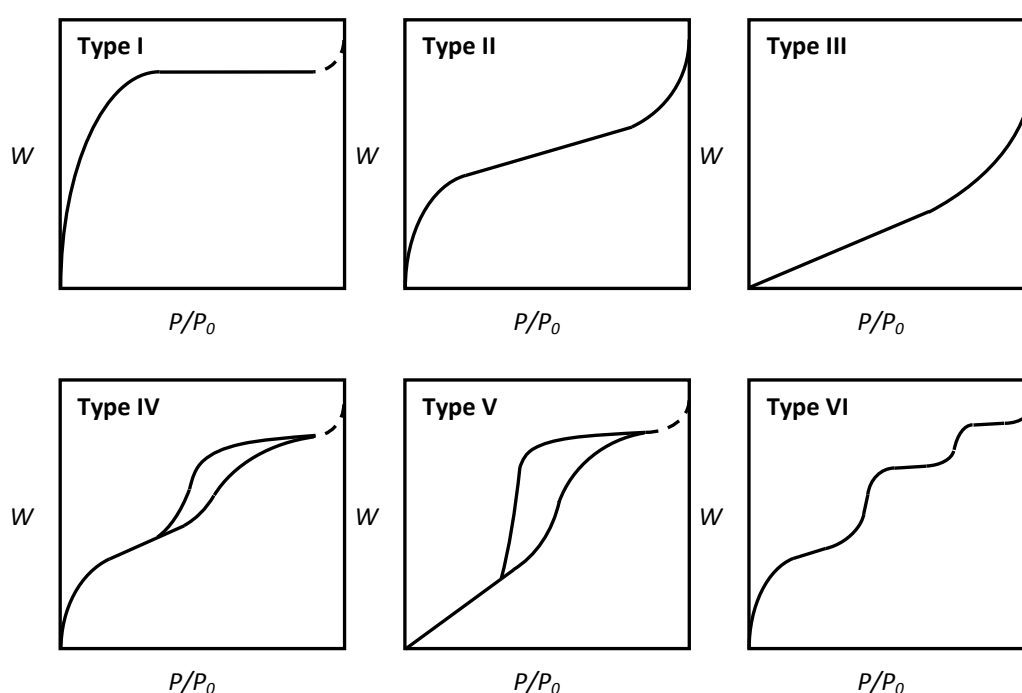 Type I
Type II
Type III
W
W
W
P/P0
P/P0
P/P0
Type IV
Type V
Type VI
W
W
W
P/P0
P/P0
P/P0